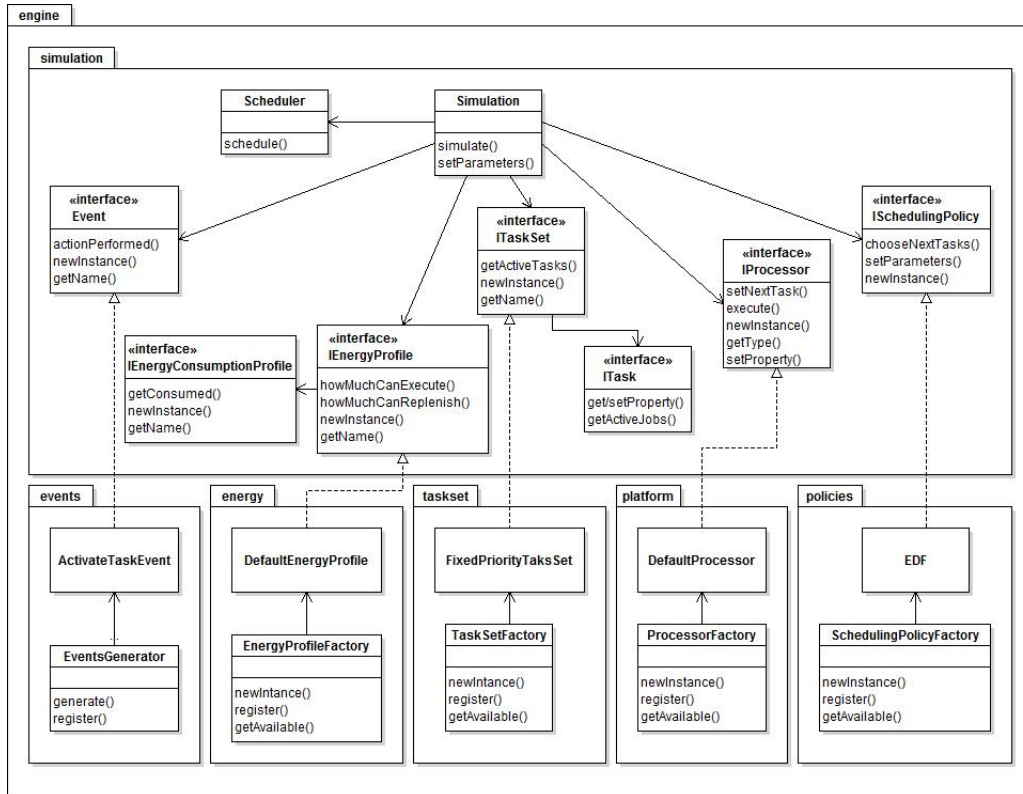 engine
simulation
Scheduler
schedule()
Simulation
simulate()
setParameters()
«interface»
Event
actionPerformed()
newInstance()
getName()
«interface»
ITaskSet
getActiveTasks()
newInstance()
getName()
«interface»
IProcessor
setNextTask()
execute()
newInstance()
getType()
setProperty()
«interface»
ISchedulingPolicy
chooseNextTasks()
setParameters()
newInstance()
«interface»
IEnergyConsumptionProfile
getConsumed()
newInstance()
getName()
«interface»
IEnergyProfile
howMuchCanExecute()
howMuchCanReplenish()
newInstance()
getName()
«interface»
ITask
get/setProperty()
getActiveJobs()
events
ActivateTaskEvent
EventsGenerator
generate()
register()
energy
DefaultEnergyProfile
EnergyProfileFactory
newIntance()
register()
getAvailable()
taskset
FixedPriorityTaksSet
TaskSetFactory
newIntance()
register()
getAvailable()
platform
DefaultProcessor
ProcessorFactory
newInstance()
register()
getAvailable()
policies
EDF
SchedulingPolicyFactory
newInstance()
register()
getAvailable()